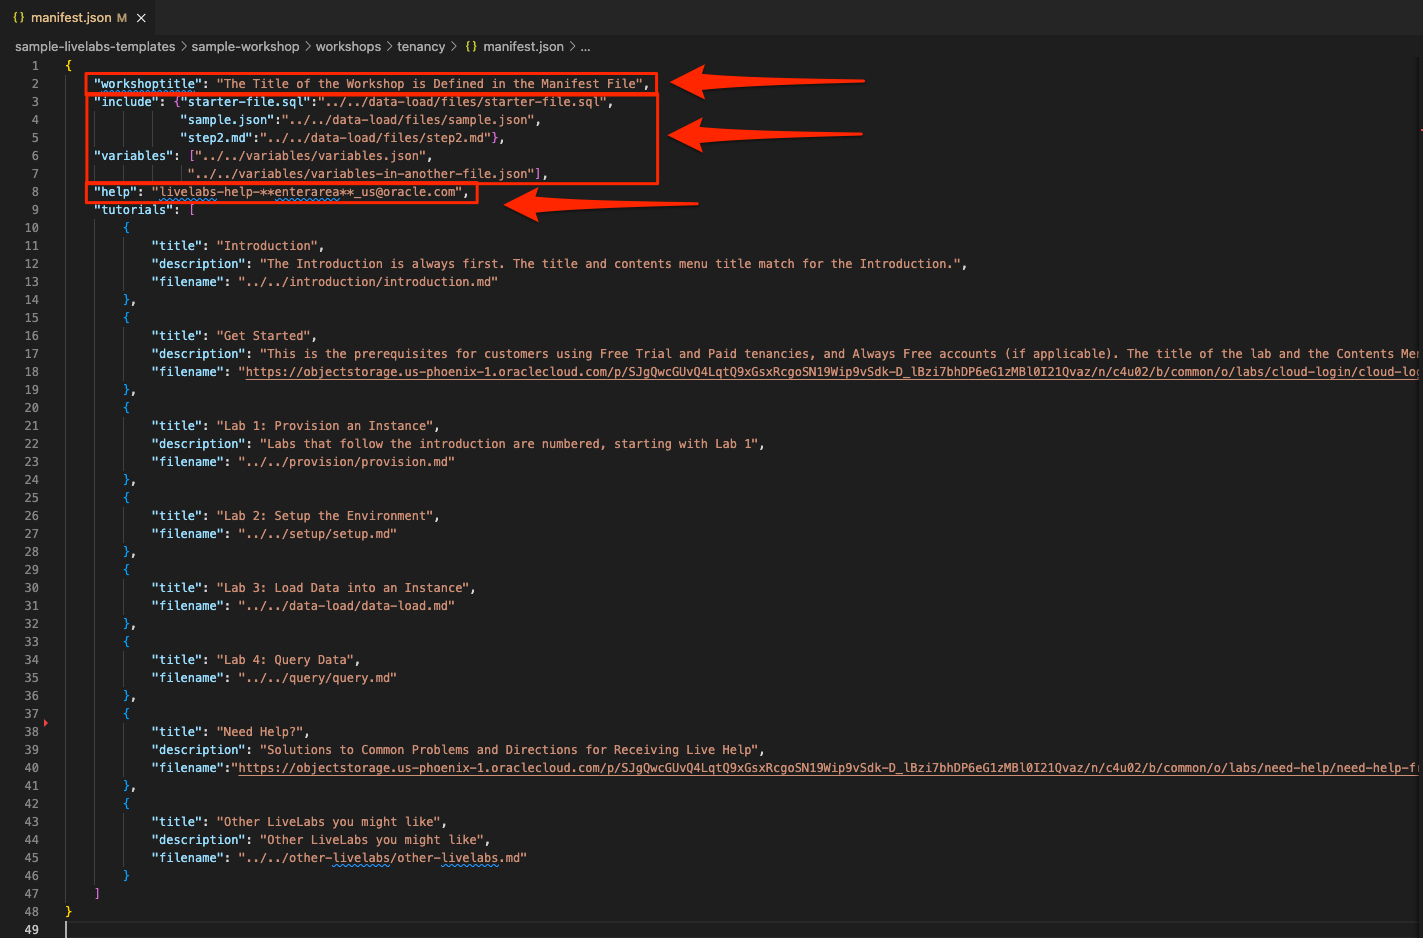 {} manifest.json M ×
sample-livelabs-templates > sample-workshop > workshops > tenancy > {} manifest.json > ...
1 {
2 "workshoptitle": "The Title of the Workshop is Defined in the Manifest File",
3 "include": {"starter-file.sql":"../../data-load/files/starter-file.sql",
4 "sample.json":"../../data-load/files/sample.json",
5 "step2.md":"../../data-load/files/step2.md"},
6 "variables": ["../../variables/variables.json",
7 "../../variables/variables-in-another-file.json"],
8 "help": "livelabs-help-**enterarea**_us@oracle.com",
9 "tutorials": [
10 {
11 "title": "Introduction",
12 "description": "The Introduction is always first. The title and contents menu title match for the Introduction.",
13 "filename": "../../introduction/introduction.md"
14 },
15 {
16 "title": "Get Started",
17 "description": "This is the prerequisites for customers using Free Trial and Paid tenancies, and Always Free accounts (if applicable). The title of the lab and the Contents Me
18 "filename": "https://objectstorage.us-phoenix-1.oraclecloud.com/p/SJgQwcGUvQ4LqtQ9xGsxRcgoSN19Wip9vSdk-D_lBzi7bhDP6eG1zMBl0I21Qvaz/n/c4u02/b/common/o/labs/cloud-login/cloud-lo
19 },
20 {
21 "title": "Lab 1: Provision an Instance",
22 "description": "Labs that follow the introduction are numbered, starting with Lab 1",
23 "filename": "../../provision/provision.md"
24 },
25 {
26 "title": "Lab 2: Setup the Environment",
27 "filename": "../../setup/setup.md"
28 },
29 {
30 "title": "Lab 3: Load Data into an Instance",
31 "filename": "../../data-load/data-load.md"
32 },
33 {
34 "title": "Lab 4: Query Data",
35 "filename": "../../query/query.md"
36 },
37 {
38 "title": "Need Help?",
39 "description": "Solutions to Common Problems and Directions for Receiving Live Help",
40 "filename":"https://objectstorage.us-phoenix-1.oraclecloud.com/p/SJgQwcGUvQ4LqtQ9xGsxRcgoSN19Wip9vSdk-D_lBzi7bhDP6eG1zMBl0I21Qvaz/n/c4u02/b/common/o/labs/need-help/need-help-f
41 },
42 {
43 "title": "Other LiveLabs you might like",
44 "description": "Other LiveLabs you might like",
45 "filename": "../../other-livelabs/other-livelabs.md"
46 }
47 ]
48 }
49